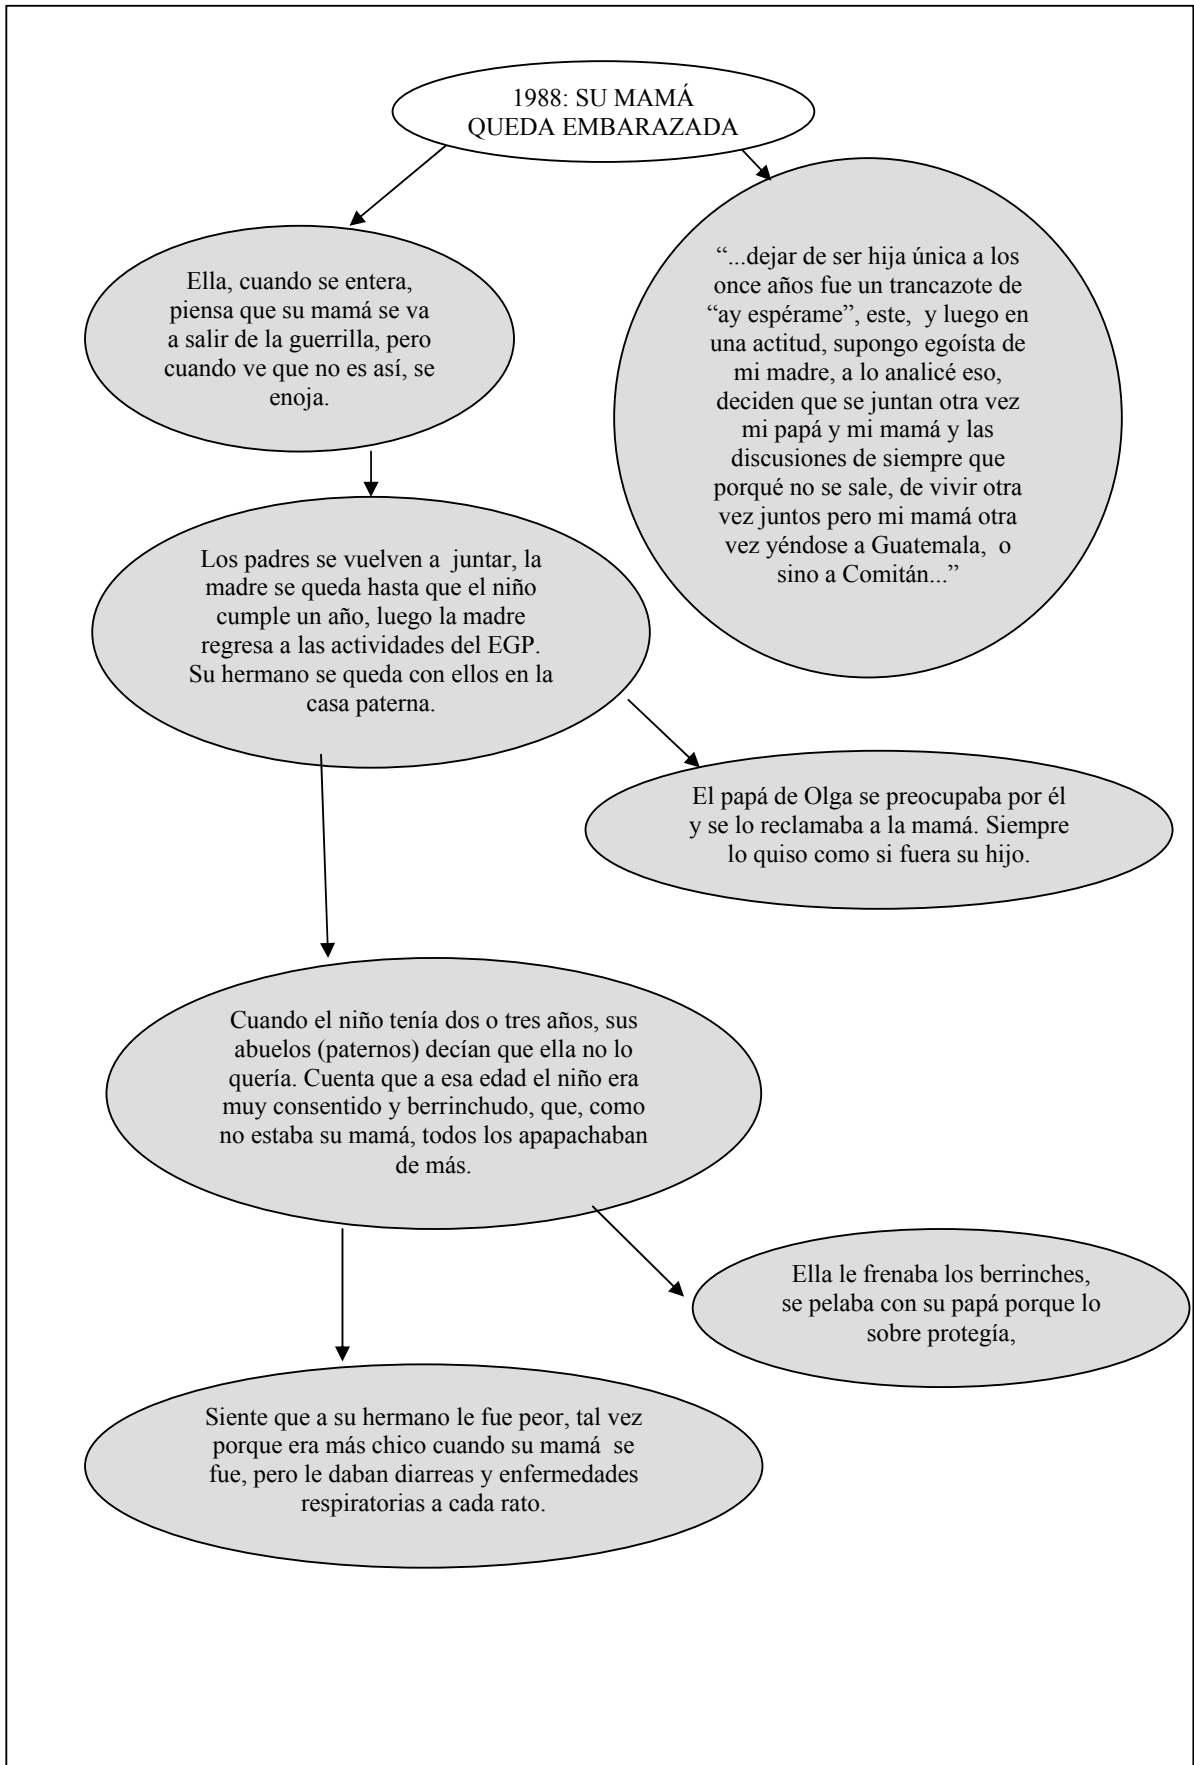 1988: SU MAMÁ
QUEDA EMBARAZADA
Ella, cuando se entera,
piensa que su mamá se va
a salir de la guerrilla, pero
cuando ve que no es así, se
enoja.
“...dejar de ser hija única a los
once años fue un trancazote de
“ay espérame”, este, y luego en
una actitud, supongo egoísta de
mi madre, a lo analicé eso,
deciden que se juntan otra vez
mi papá y mi mamá y las
discusiones de siempre que
porqué no se sale, de vivir otra
vez juntos pero mi mamá otra
vez yéndose a Guatemala, o
sino a Comitán...”
Los padres se vuelven a juntar, la
madre se queda hasta que el niño
cumple un año, luego la madre
regresa a las actividades del EGP.
Su hermano se queda con ellos en la
casa paterna.
El papá de Olga se preocupaba por él
y se lo reclamaba a la mamá. Siempre
lo quiso como si fuera su hijo.
Cuando el niño tenía dos o tres años, sus
abuelos (paternos) decían que ella no lo
quería. Cuenta que a esa edad el niño era
muy consentido y berrinchudo, que, como
no estaba su mamá, todos los apapachaban
de más.
Ella le frenaba los berrinches,
se pelaba con su papá porque lo
sobre protegía,
Siente que a su hermano le fue peor, tal vez
porque era más chico cuando su mamá se
fue, pero le daban diarreas y enfermedades
respiratorias a cada rato.